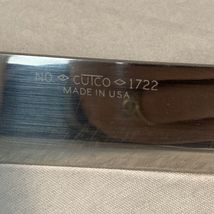 NO. <> CUTCO <> 1722
MADE IN USA